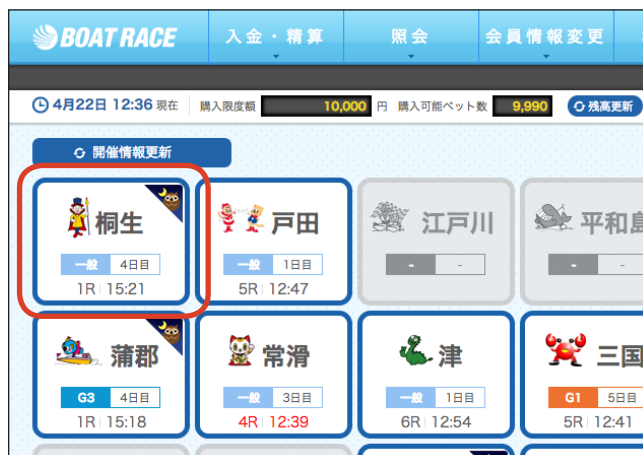 BOAT RACE 入金・精算 照会 会員情報変更
4月22日 12:36 現在 購入限度額 10,000 円 購入可能ベット数 9,990 残高更新
開催情報更新
桐生 戸田 江戸川 平和島
一般 4日目 一般 1日目 - - - -
1R 15:21 5R 12:47
蒲郡 常滑 津 三国
G3 4日目 一般 3日目 一般 1日目 G1 5日目
1R 15:18 4R 12:39 6R 12:54 5R 12:41